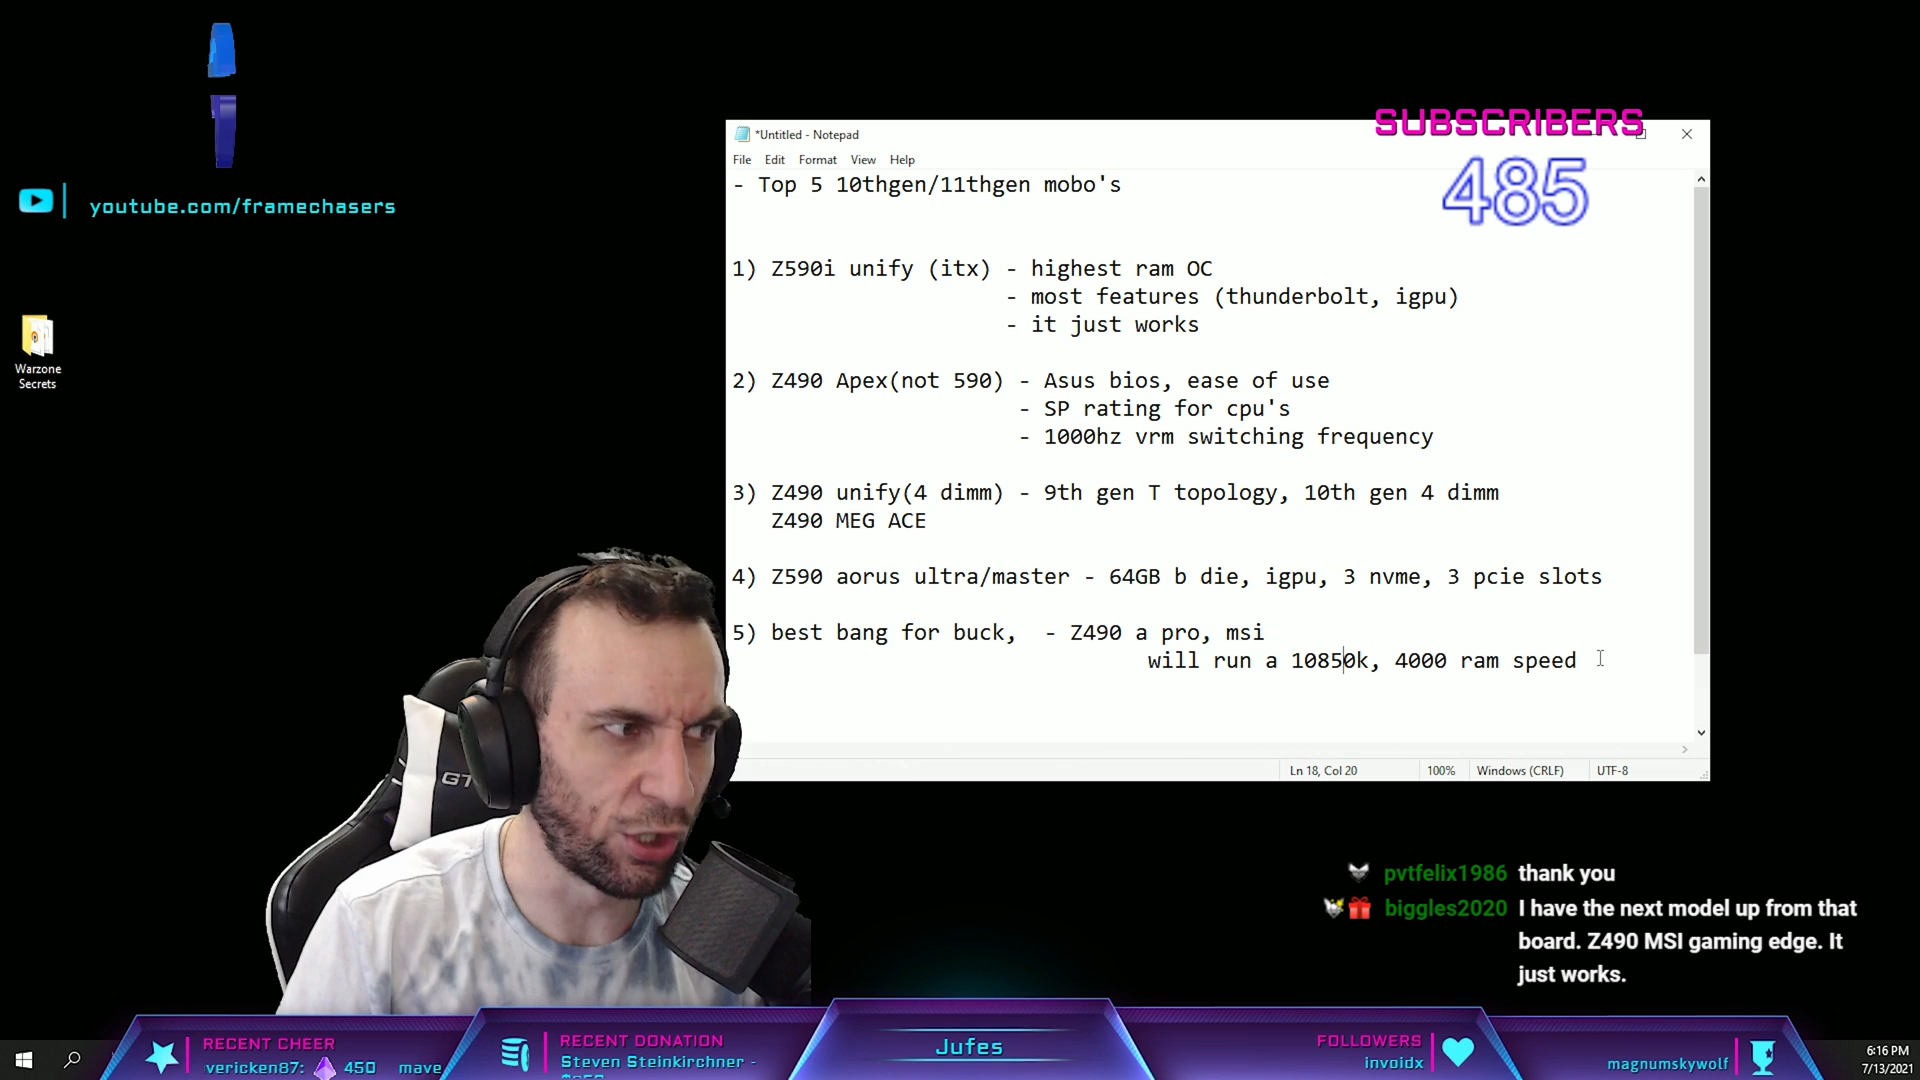 SUBSCRIBERS
485
youtube.com/framechasers
Warzone
Secrets
*Untitled - Notepad
File Edit Format View Help
- Top 5 10thgen/11thgen mobo's
1) Z590i unify (itx) - highest ram OC
- most features (thunderbolt, igpu)
- it just works
2) Z490 Apex(not 590) - Asus bios, ease of use
- SP rating for cpu's
- 1000hz vrm switching frequency
3) Z490 unify(4 dimm) - 9th gen T topology, 10th gen 4 dimm
Z490 MEG ACE
4) Z590 aorus ultra/master - 64GB b die, igpu, 3 nvme, 3 pcie slots
5) best bang for buck, - Z490 a pro, msi
will run a 10850k, 4000 ram speed
Ln 18, Col 20 100% Windows (CRLF) UTF-8
GT
pvtfelix1986 thank you
biggles2020 I have the next model up from that
board. Z490 MSI gaming edge. It
just works.
RECENT CHEER
vericken87: 450 mave
RECENT DONATION
Steven Steinkirchner -
Jufes
FOLLOWERS
invoidx
magnumskywolf
6:16 PM
7/13/2021